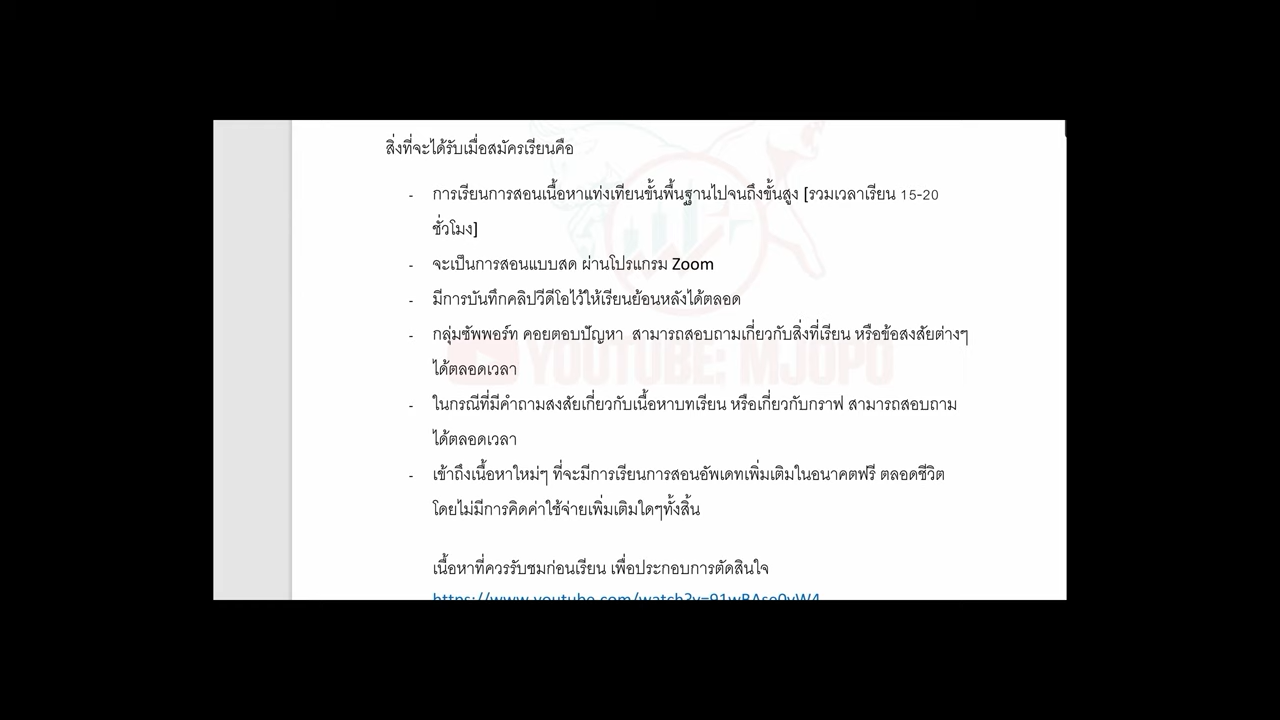 สิ่งที่จะได้รับเมื่อสมัครเรียนคือ
- การเรียนการสอนเนื้อหาแท่งเทียนขั้นพื้นฐานไปจนถึงขั้นสูง [รวมเวลาเรียน 15-20
ชั่วโมง]
- จะเป็นการสอนแบบสด ผ่านโปรแกรม Zoom
- มีการบันทึกคลิปวีดีโอไว้ให้เรียนย้อนหลังได้ตลอด
- กลุ่มซัพพอร์ท คอยตอบปัญหา สามารถสอบถามเกี่ยวกับสิ่งที่เรียน หรือข้อสงสัยต่างๆ
ได้ตลอดเวลา
YOUTUBE; MJOPO
- ในกรณีที่มีคำถามสงสัยเกี่ยวกับเนื้อหาบทเรียน หรือเกี่ยวกับกราฟ สามารถสอบถาม
ได้ตลอดเวลา
- เข้าถึงเนื้อหาใหม่ๆ ที่จะมีการเรียนการสอนอัพเดทเพิ่มเติมในอนาคตฟรี ตลอดชีวิต
โดยไม่มีการคิดค่าใช้จ่ายเพิ่มเติมใดๆทั้งสิ้น
เนื้อหาที่ควรรับชมก่อนเรียน เพื่อประกอบการตัดสินใจ